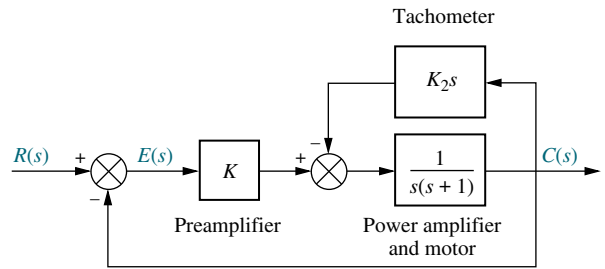 Tachometer
K₂s
R(s)
+
−
E(s)
K
Preamplifier
+
−
1
s(s + 1)
C(s)
Power amplifier
and motor